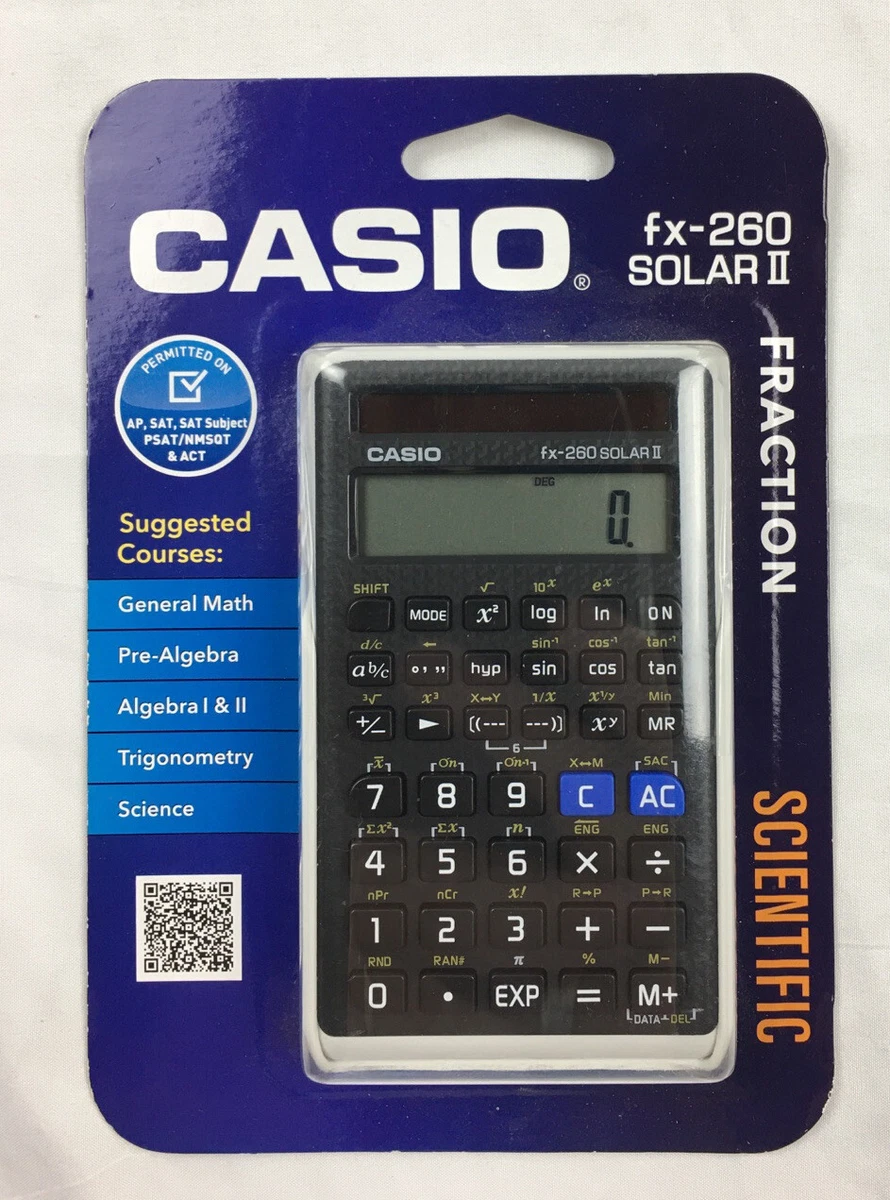 CASIO®
fx-260
SOLAR II
PERMITTED ON
AP, SAT, SAT Subject
PSAT/NMSQT
& ACT
FRACTION
SCIENTIFIC
Suggested
Courses:
General Math
Pre-Algebra
Algebra I & II
Trigonometry
Science
CASIO fx-260 SOLAR II
DEG
0.
SHIFT √ 10ˣ eˣ
MODE x² log ln ON
d/c ← sin⁻¹ cos⁻¹ tan⁻¹
a b/c °’” hyp sin cos tan
³√ x³ X↔Y 1/x x¹/ʸ Min
+/− ► [(--- ---)] xʸ MR
6
x̄ σn σn-1 X↔M SAC
7 8 9 C AC
Σx² Σx n ←ENG ENG
4 5 6 × ÷
nPr nCr x! R→P P→R
1 2 3 + −
RND RAN# π % M−
0 • EXP = M+
DATA DEL